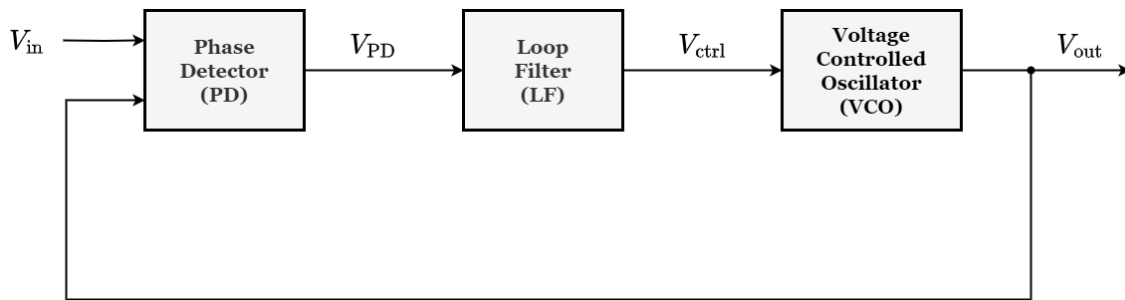 V_in
Phase
Detector
(PD)
V_PD
Loop
Filter
(LF)
V_ctrl
Voltage
Controlled
Oscillator
(VCO)
V_out